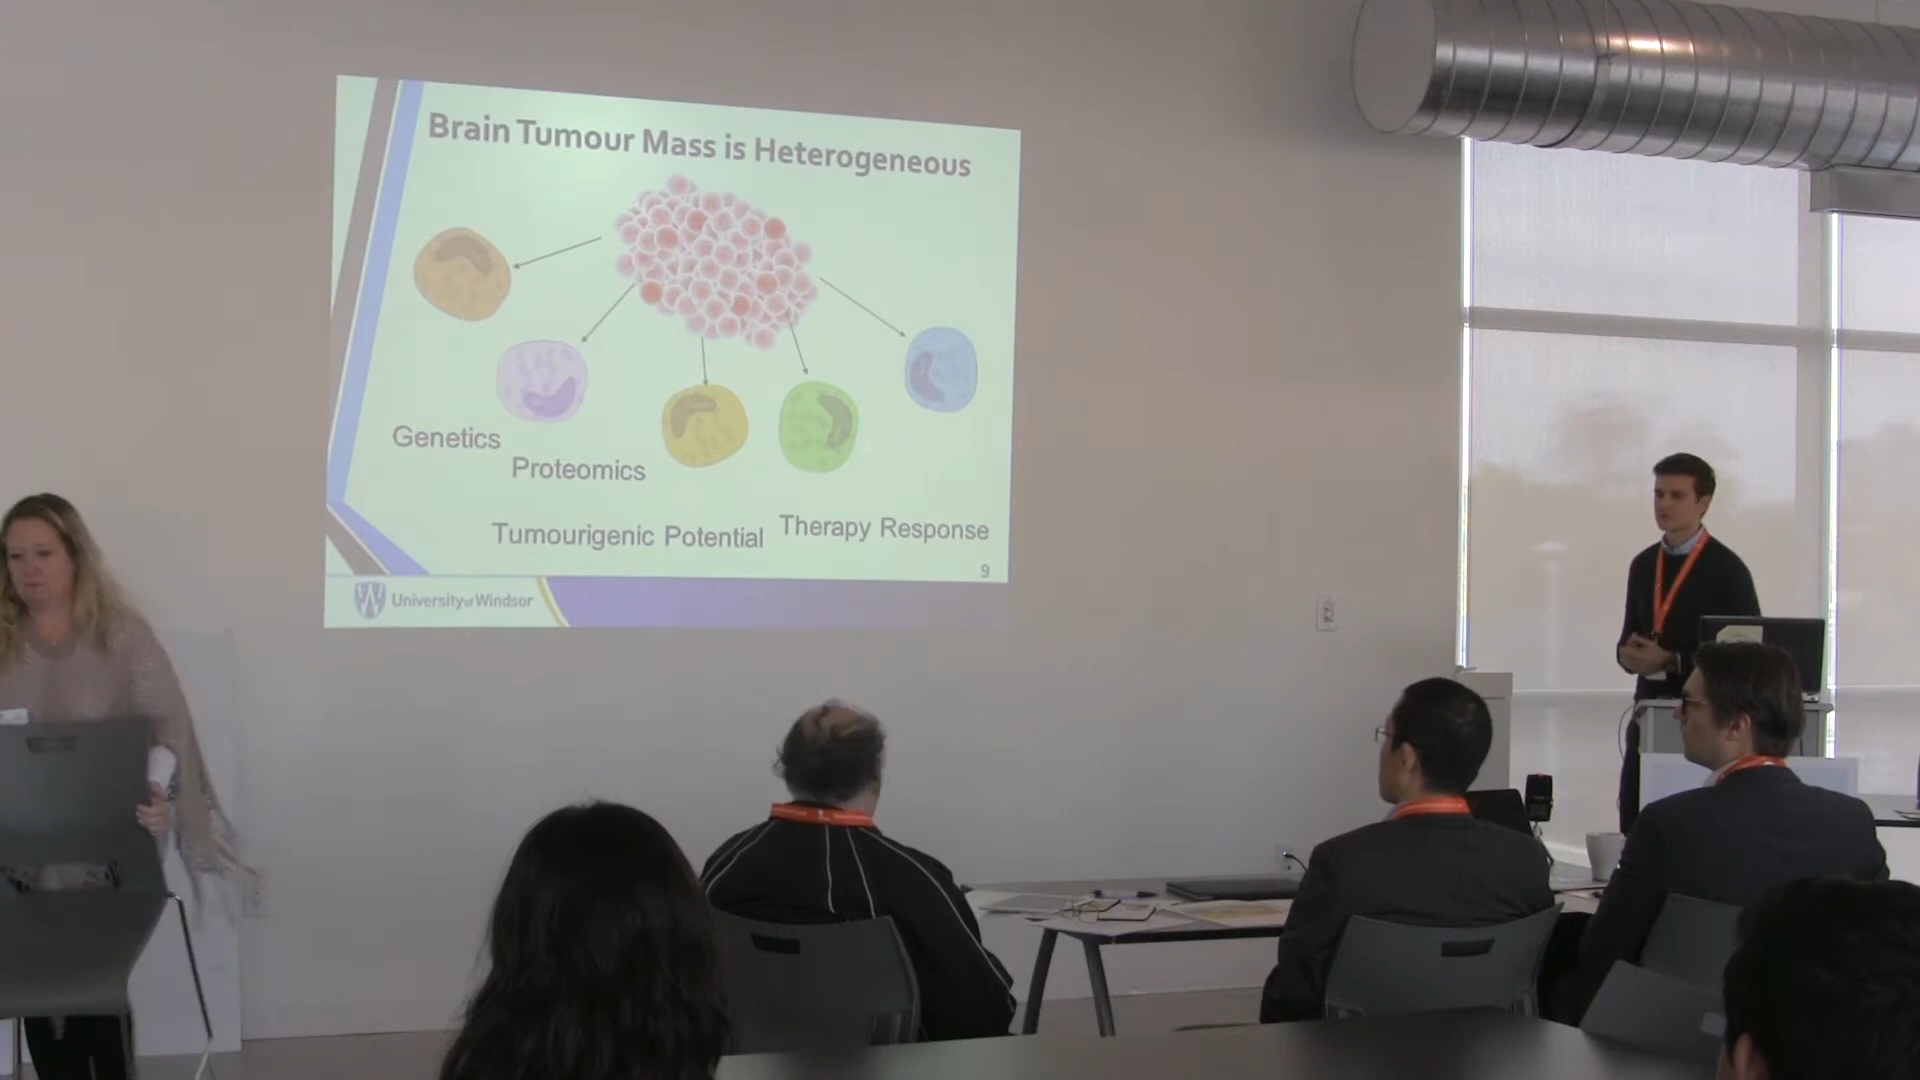 Brain Tumour Mass is Heterogeneous
Genetics
Proteomics
Tumourigenic Potential
Therapy Response
9
University of Windsor